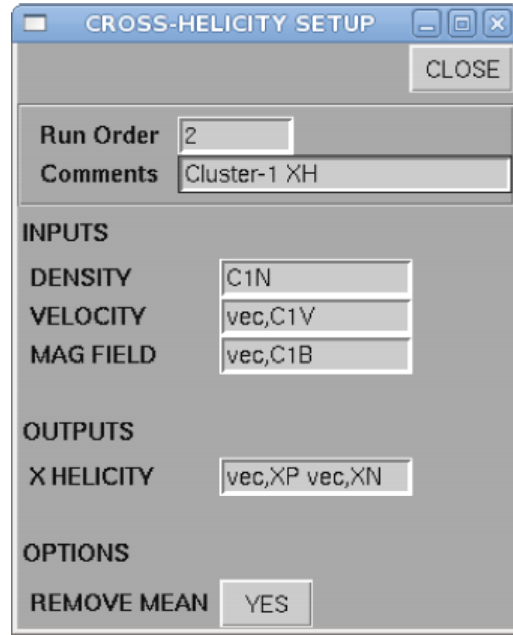 CROSS-HELICITY SETUP
CLOSE
Run Order 2
Comments Cluster-1 XH
INPUTS
DENSITY C1N
VELOCITY vec,C1V
MAG FIELD vec,C1B
OUTPUTS
X HELICITY vec,XP vec,XN
OPTIONS
REMOVE MEAN YES